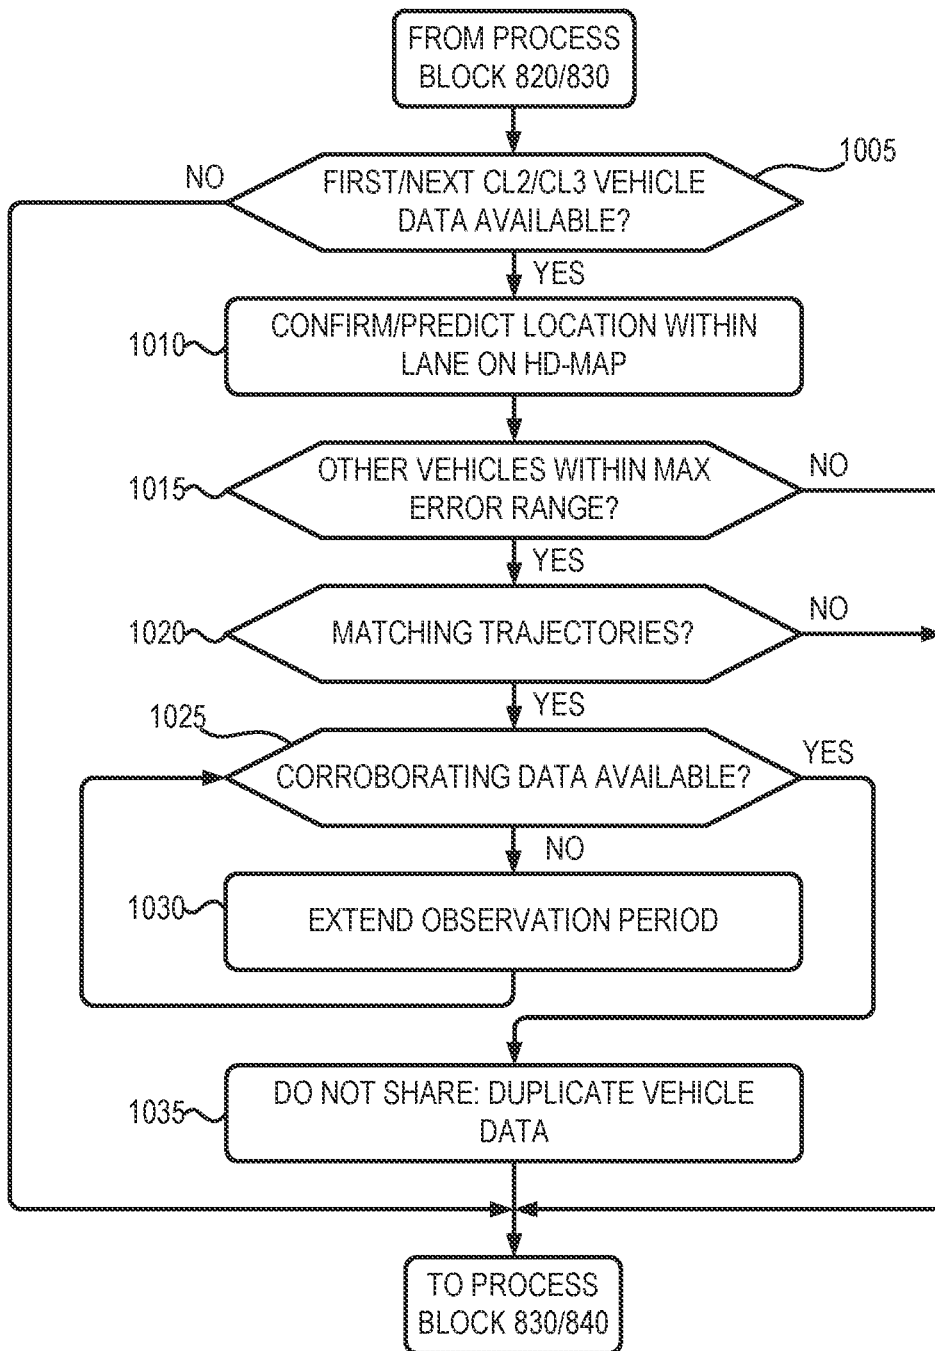 FROM PROCESS
BLOCK 820/830
1005
NO
FIRST/NEXT CL2/CL3 VEHICLE
DATA AVAILABLE?
YES
1010
CONFIRM/PREDICT LOCATION WITHIN
LANE ON HD-MAP
1015
OTHER VEHICLES WITHIN MAX
ERROR RANGE?
NO
YES
1020
MATCHING TRAJECTORIES?
NO
YES
1025
CORROBORATING DATA AVAILABLE?
YES
NO
1030
EXTEND OBSERVATION PERIOD
1035
DO NOT SHARE: DUPLICATE VEHICLE
DATA
TO PROCESS
BLOCK 830/840